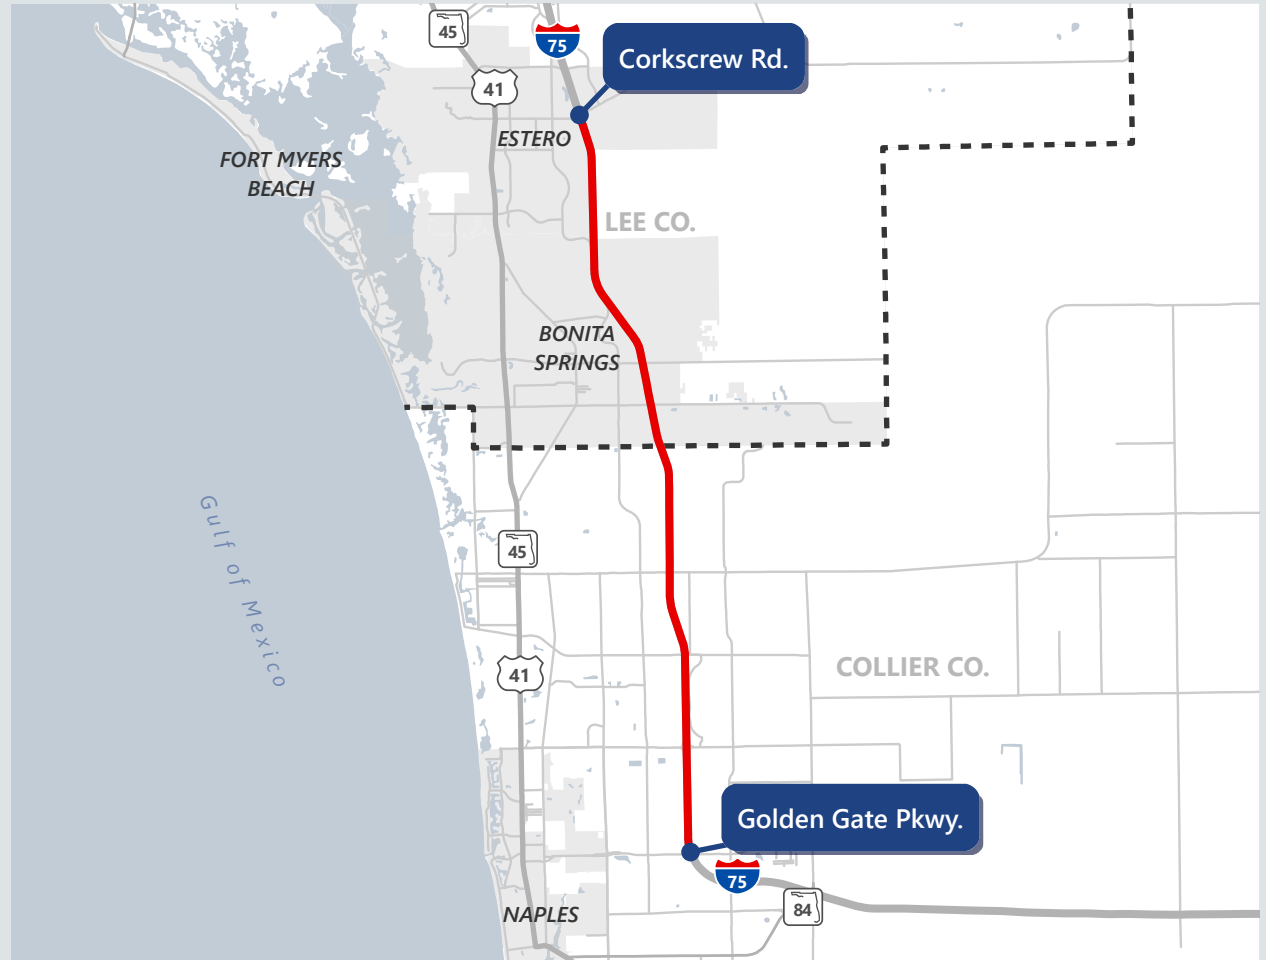 45
75
Corkscrew Rd.
41
ESTERO
FORT MYERS
BEACH
LEE CO.
BONITA
SPRINGS
Gulf of Mexico
45
41
COLLIER CO.
Golden Gate Pkwy.
75
84
NAPLES